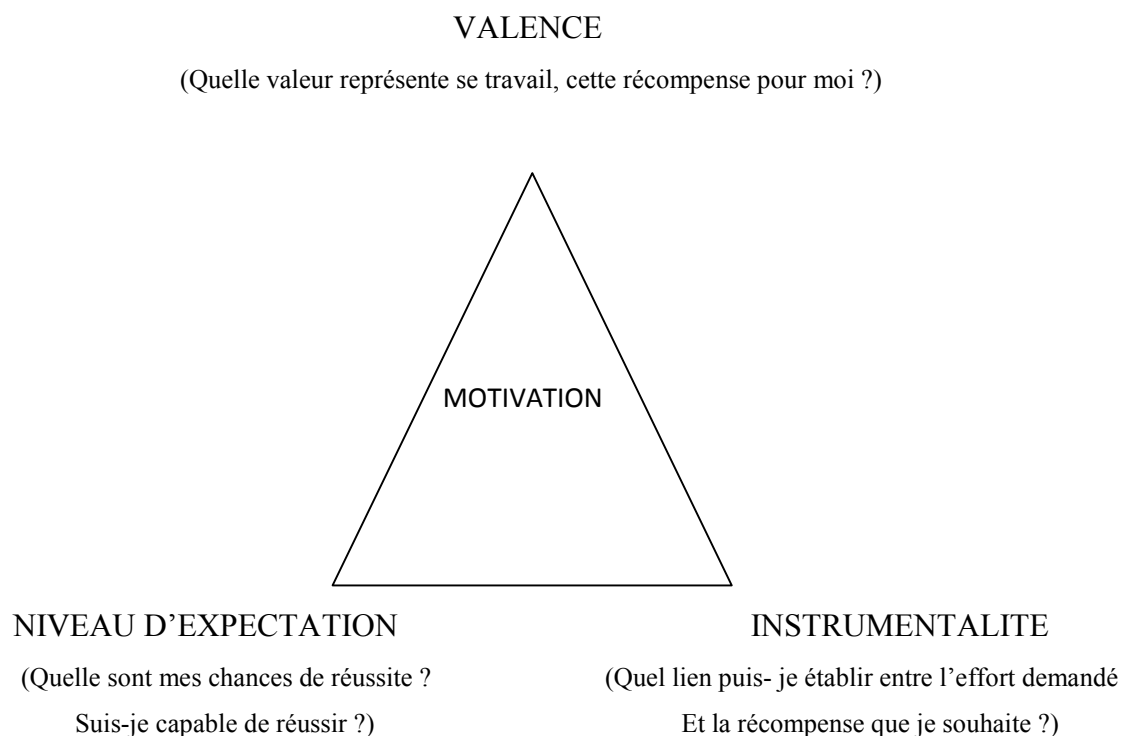 VALENCE
(Quelle valeur représente se travail, cette récompense pour moi ?)
MOTIVATION
NIVEAU D’EXPECTATION
(Quelle sont mes chances de réussite ?
Suis-je capable de réussir ?)
INSTRUMENTALITE
(Quel lien puis- je établir entre l’effort demandé
Et la récompense que je souhaite ?)